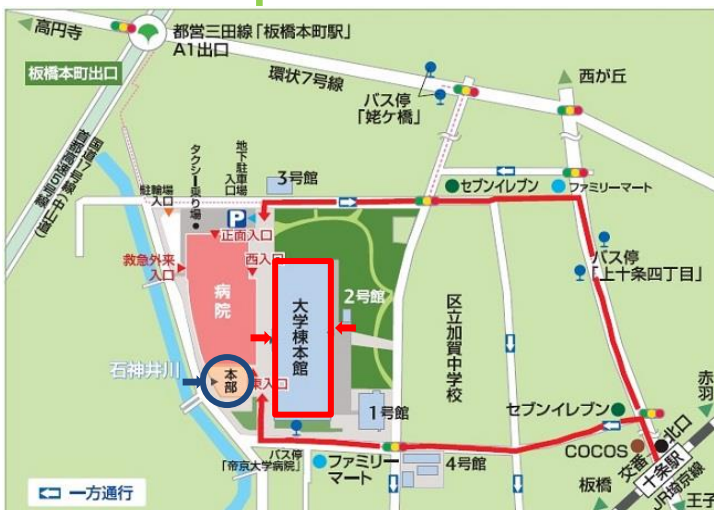 高円寺
都営三田線「板橋本町駅」
A1出口
板橋本町出口
環状7号線
バス停
「姥ケ橋」
西が丘
国道17号線(中山道)
首都高速5号線
タクシー乗り場
地下駐車場
入口
3号館
駐輪場
入口
P
正面入口
セブンイレブン
ファミリーマート
救急外来
入口
西入口
病院
大学棟本館
2号館
区立加賀中学校
バス停
「上十条四丁目」
石神井川
本部
東入口
1号館
セブンイレブン
赤羽
北口
COCOS
交番
十条駅
JR埼京線
バス停
「帝京大学病院」
ファミリー
マート
4号館
板橋
王子
一方通行